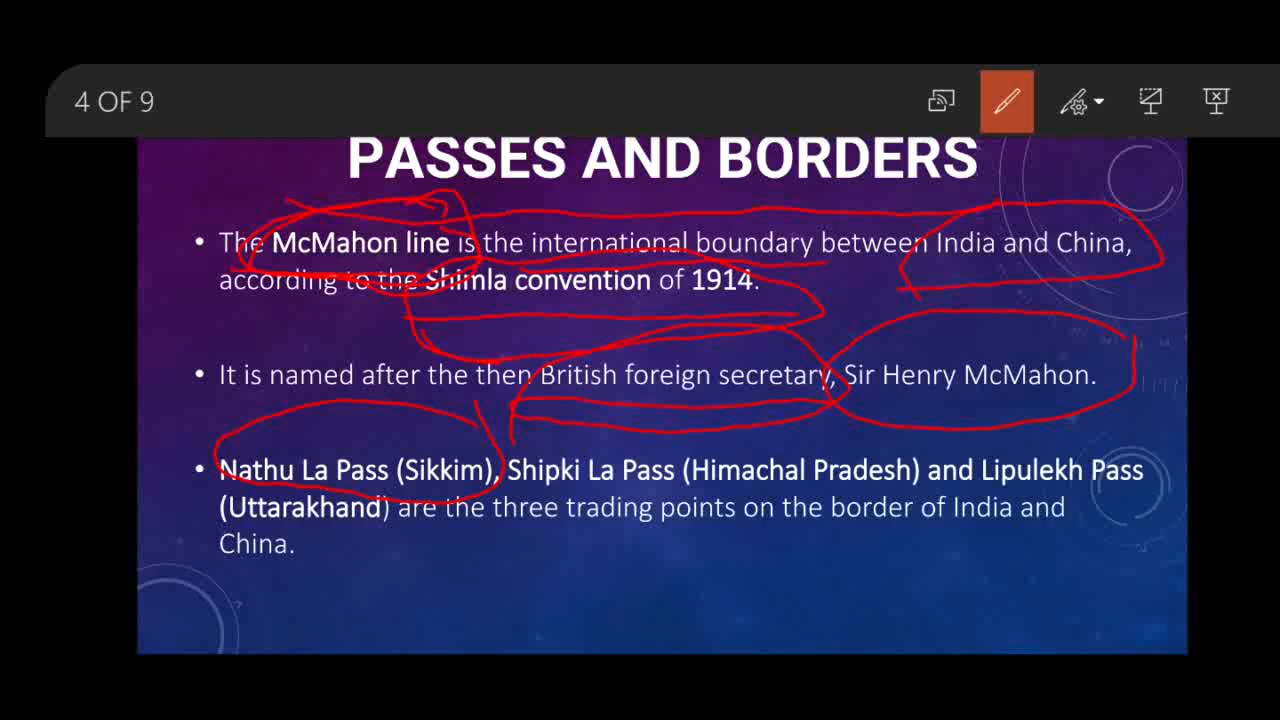 4 OF 9
PASSES AND BORDERS
• The McMahon line is the international boundary between India and China,
according to the Shimla convention of 1914.
• It is named after the then British foreign secretary, Sir Henry McMahon.
• Nathu La Pass (Sikkim), Shipki La Pass (Himachal Pradesh) and Lipulekh Pass
(Uttarakhand) are the three trading points on the border of India and
China.